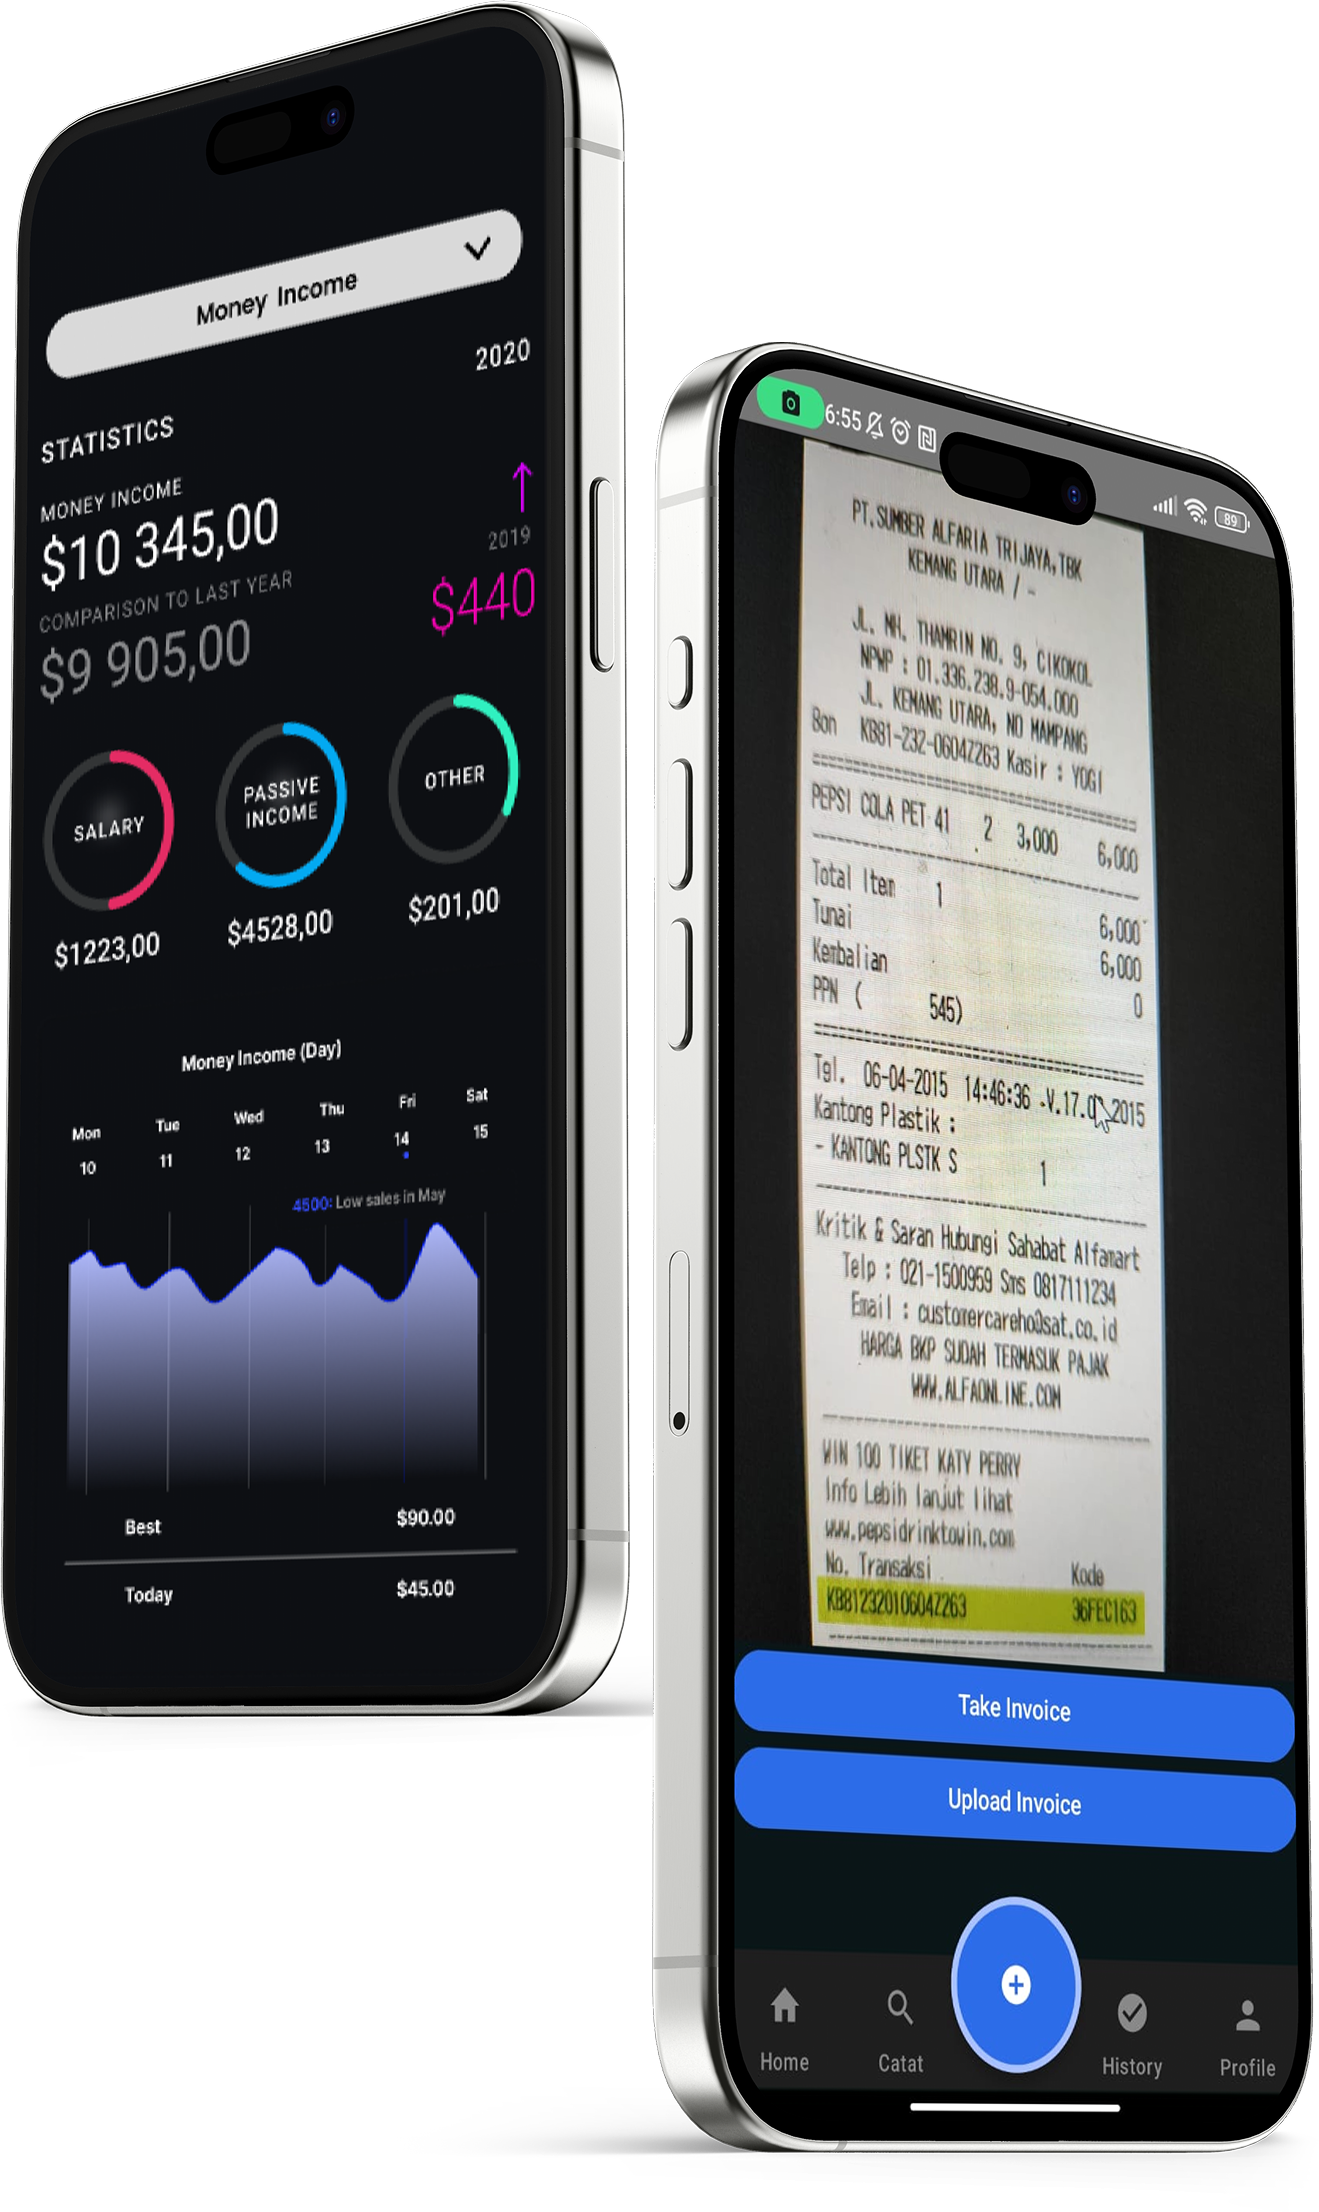 Money Income
2020
STATISTICS
MONEY INCOME
$10 345,00
2019
COMPARISON TO LAST YEAR
$440
$9 905,00
SALARY
PASSIVE
INCOME
OTHER
$1223,00
$4528,00
$201,00
Money Income (Day)
Mon Tue Wed Thu Fri Sat
10 11 12 13 14 15
4500: Low sales in May
Best $90.00
Today $45.00
6:55
89
PT.SUMBER ALFARIA TRIJAYA,TBK
KEMANG UTARA / -
JL. MH. THAMRIN NO. 9, CIKOKOL
NPWP : 01.336.238.9-054.000
JL. KEMANG UTARA, NO MAMPANG
Bon KB81-232-0604Z263 Kasir : YOGI
PEPSI COLA PET 41 2 3,000 6,000
Total Item 1 6,000
Tunai 6,000
Kembalian 0
PPN ( 545)
Tgl. 06-04-2015 14:46:36
Kantong Plastik :
- KANTONG PLSTK S 1
Kritik & Saran Hubungi Sahabat Alfamart
Telp : 021-1500959 Sms 0817111234
Email : customercareho@sat.co.id
HARGA BKP SUDAH TERMASUK PAJAK
WWW.ALFAONLINE.COM
WIN 100 TIKET KATY PERRY
Info Lebih lanjut lihat
www.pepsidrinktowin.com
No. Transaksi Kode
KB81232010604Z263 36FEC163
Take Invoice
Upload Invoice
Home
Catat
History
Profile